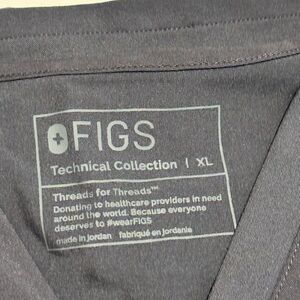 FIGS
Technical Collection | XL
Threads for Threads™
Donating to healthcare providers in need
around the world. Because everyone
deserves to #wearFIGS
made in jordan fabriqué en jordanie